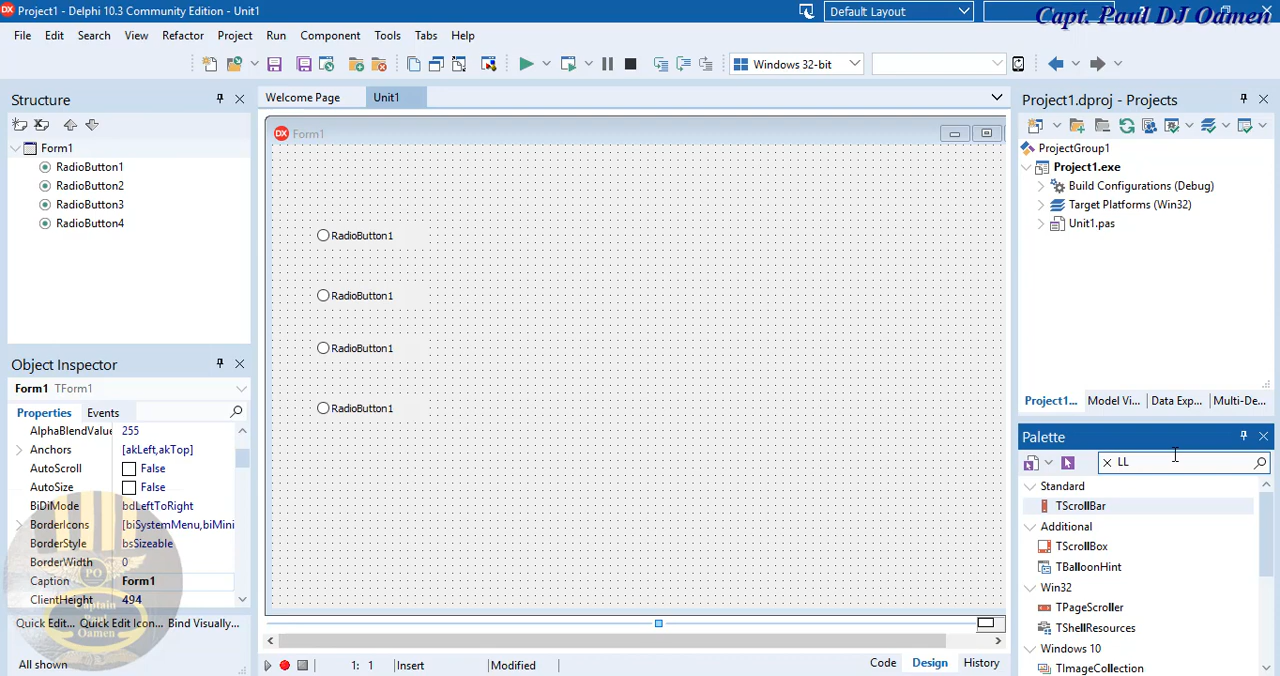 Project1 - Delphi 10.3 Community Edition - Unit1
Default Layout
Capt. Paul DJ Oamen
File Edit Search View Refactor Project Run Component Tools Tabs Help
Windows 32-bit
Structure
Form1
RadioButton1
RadioButton2
RadioButton3
RadioButton4
Object Inspector
Form1 TForm1
Properties Events
AlphaBlendValue 255
Anchors [akLeft,akTop]
AutoScroll False
AutoSize False
BiDiMode bdLeftToRight
BorderIcons [biSystemMenu,biMini
BorderStyle bsSizeable
BorderWidth 0
Caption Form1
ClientHeight 494
Quick Edit... Quick Edit Icon... Bind Visually...
All shown
PO
Captain
Paul
Oamen
Welcome Page Unit1
Form1
RadioButton1
RadioButton1
RadioButton1
RadioButton1
1: 1 Insert Modified
Code Design History
Project1.dproj - Projects
ProjectGroup1
Project1.exe
Build Configurations (Debug)
Target Platforms (Win32)
Unit1.pas
Project1... Model Vi... Data Exp... Multi-De...
Palette
LL
Standard
TScrollBar
Additional
TScrollBox
TBalloonHint
Win32
TPageScroller
TShellResources
Windows 10
TImageCollection